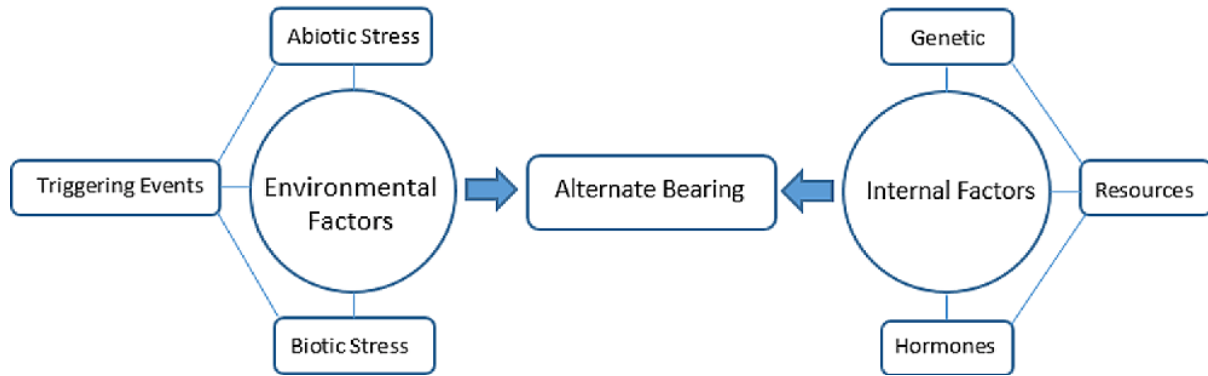 Abiotic Stress
Genetic
Triggering Events
Environmental
Factors
Alternate Bearing
Internal Factors
Resources
Biotic Stress
Hormones